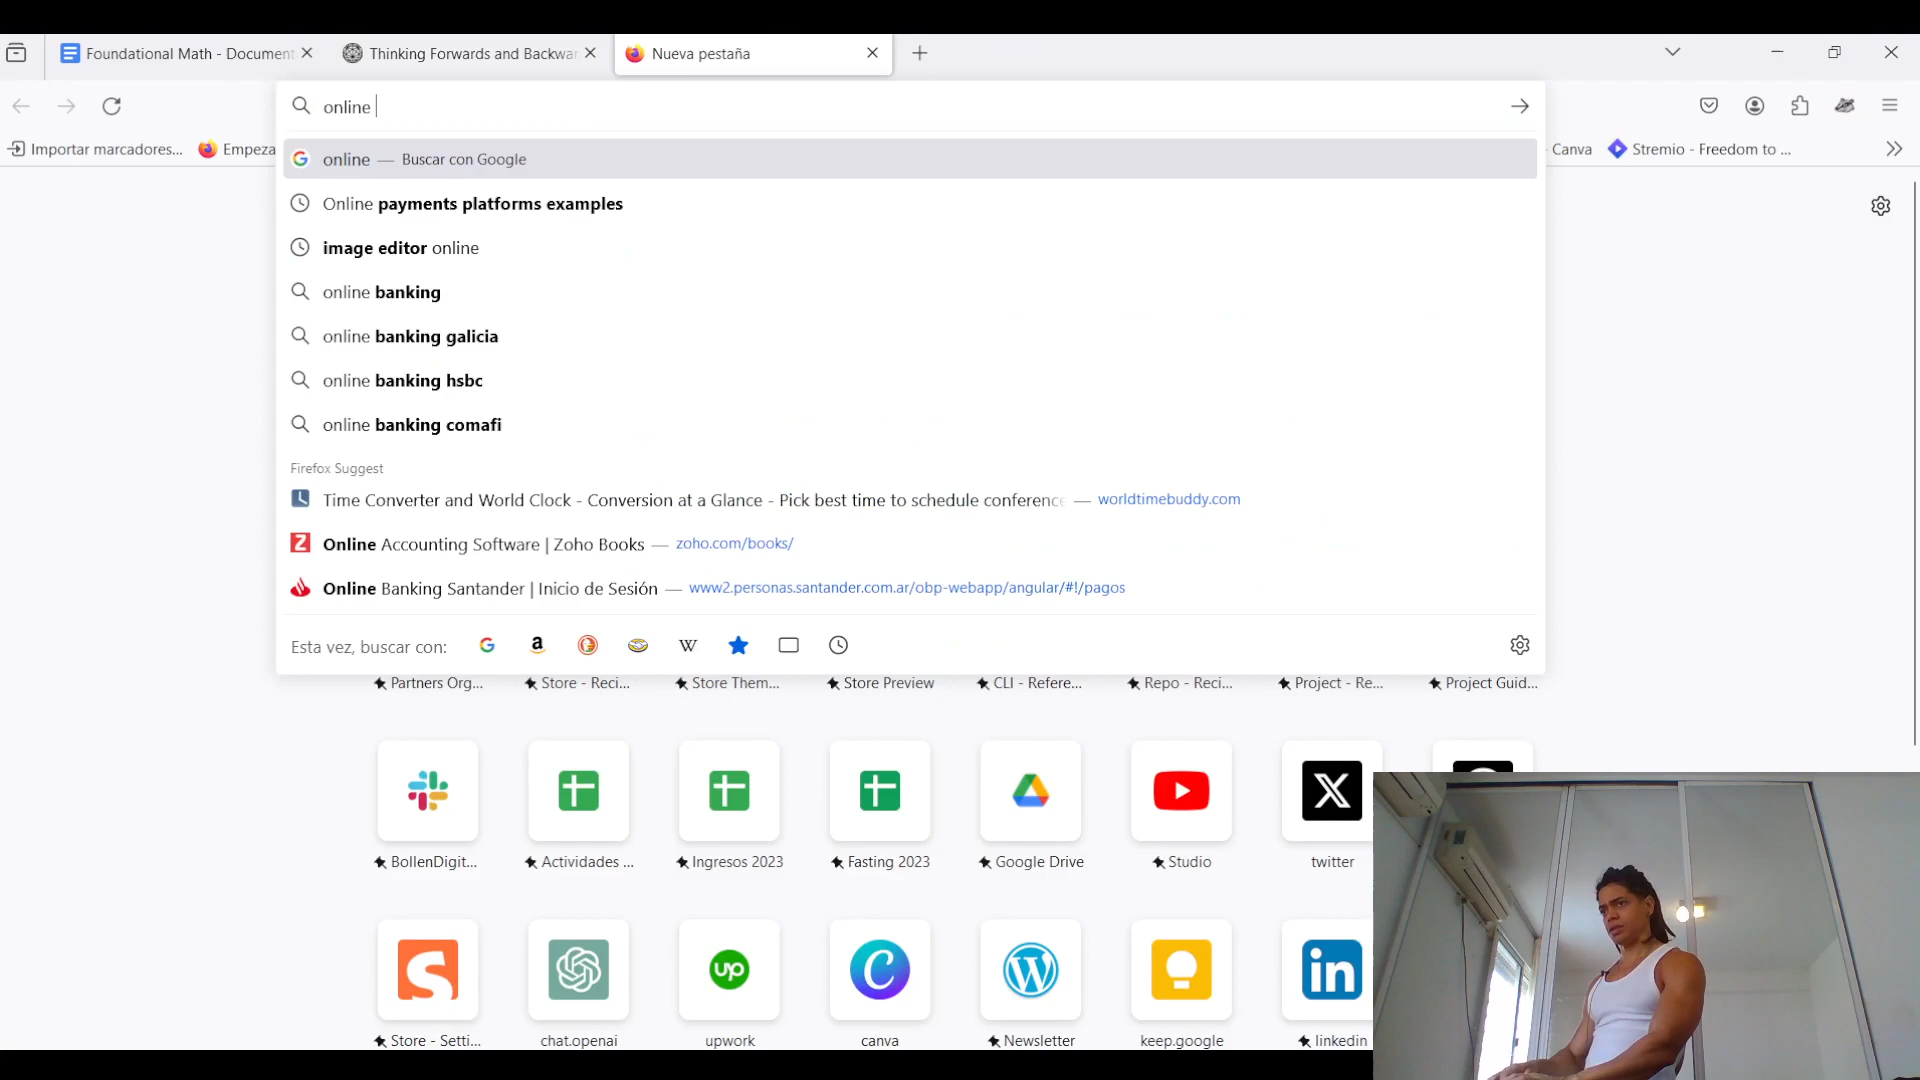 Foundational Math - Document
Thinking Forwards and Backwar
Nueva pestaña
online
Importar marcadores...
Empeza
Canva
Stremio - Freedom to ...
online — Buscar con Google
Online payments platforms examples
image editor online
online banking
online banking galicia
online banking hsbc
online banking comafi
Firefox Suggest
Time Converter and World Clock - Conversion at a Glance - Pick best time to schedule conference — worldtimebuddy.com
Online Accounting Software | Zoho Books — zoho.com/books/
Online Banking Santander | Inicio de Sesión — www2.personas.santander.com.ar/obp-webapp/angular/#!/pagos
Esta vez, buscar con:
Partners Org...
Store - Reci...
Store Them...
Store Preview
CLI - Refere...
Repo - Reci...
Project - Re...
Project Guid...
BollenDigit...
Actividades ...
Ingresos 2023
Fasting 2023
Google Drive
Studio
twitter
Store - Setti...
chat.openai
upwork
canva
Newsletter
keep.google
linkedin